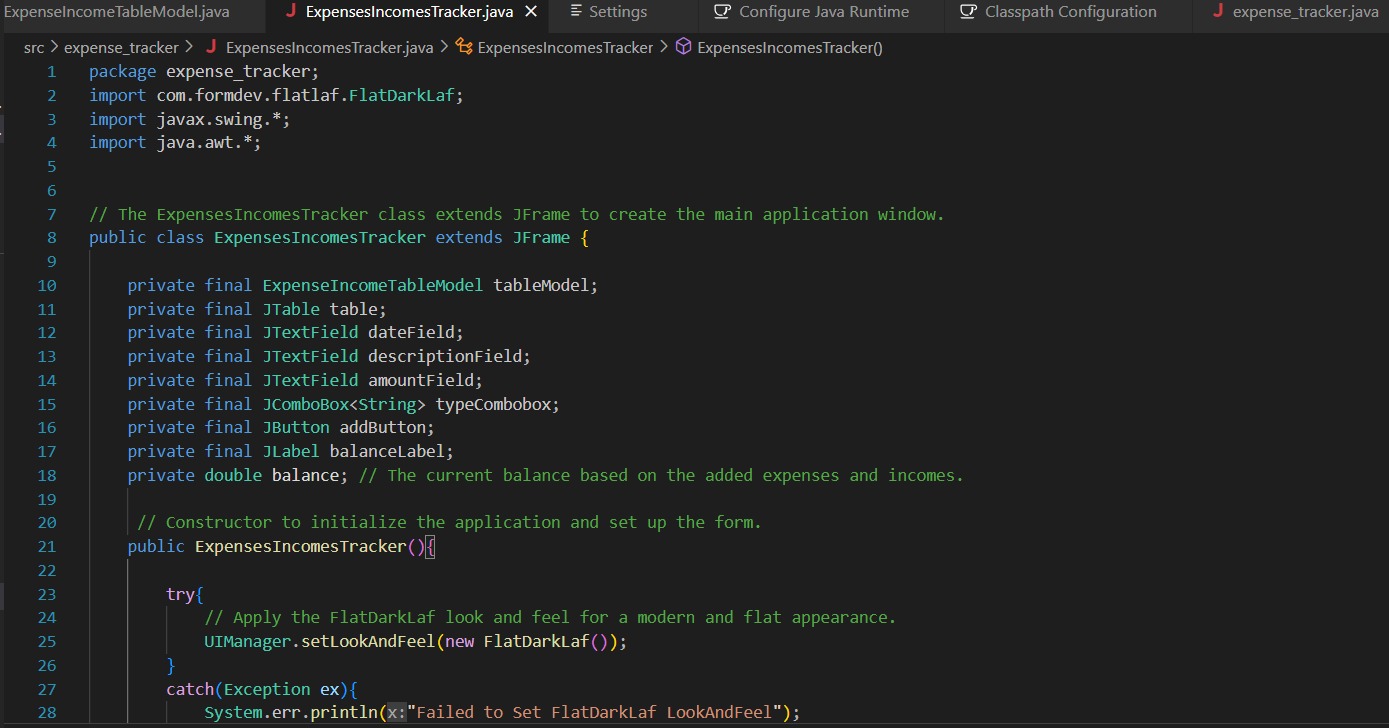 ExpenseIncomeTableModel.java ExpensesIncomesTracker.java Settings Configure Java Runtime Classpath Configuration expense_tracker.java
src > expense_tracker > ExpensesIncomesTracker.java > ExpensesIncomesTracker > ExpensesIncomesTracker()
1 package expense_tracker;
2 import com.formdev.flatlaf.FlatDarkLaf;
3 import javax.swing.*;
4 import java.awt.*;
5
6
7 // The ExpensesIncomesTracker class extends JFrame to create the main application window.
8 public class ExpensesIncomesTracker extends JFrame {
9
10 private final ExpenseIncomeTableModel tableModel;
11 private final JTable table;
12 private final JTextField dateField;
13 private final JTextField descriptionField;
14 private final JTextField amountField;
15 private final JComboBox<String> typeCombobox;
16 private final JButton addButton;
17 private final JLabel balanceLabel;
18 private double balance; // The current balance based on the added expenses and incomes.
19
20 // Constructor to initialize the application and set up the form.
21 public ExpensesIncomesTracker(){
22
23 try{
24 // Apply the FlatDarkLaf look and feel for a modern and flat appearance.
25 UIManager.setLookAndFeel(new FlatDarkLaf());
26 }
27 catch(Exception ex){
28 System.err.println(x:"Failed to Set FlatDarkLaf LookAndFeel");